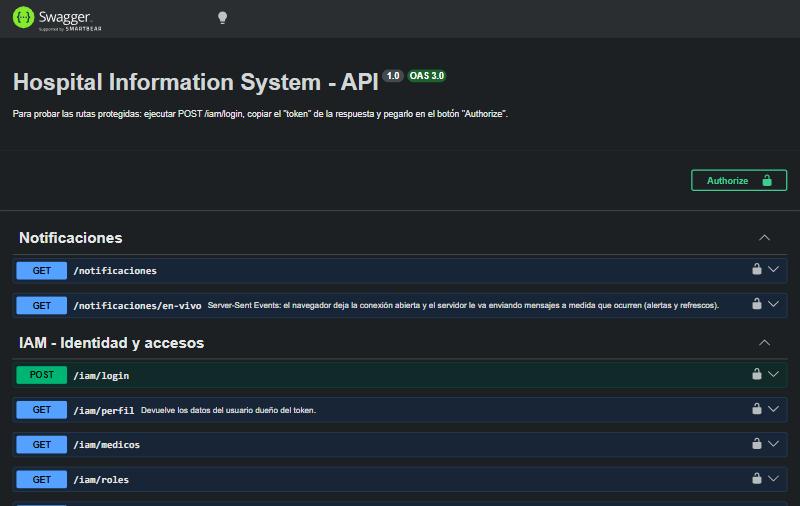 Swagger
Supported by SMARTBEAR
Hospital Information System - API 1.0 OAS 3.0
Para probar las rutas protegidas: ejecutar POST /iam/login, copiar el "token" de la respuesta y pegarlo en el botón "Authorize".
Authorize
Notificaciones
GET /notificaciones
GET /notificaciones/en-vivo Server-Sent Events: el navegador deja la conexión abierta y el servidor le va enviando mensajes a medida que ocurren (alertas y refrescos).
IAM - Identidad y accesos
POST /iam/login
GET /iam/perfil Devuelve los datos del usuario dueño del token.
GET /iam/medicos
GET /iam/roles